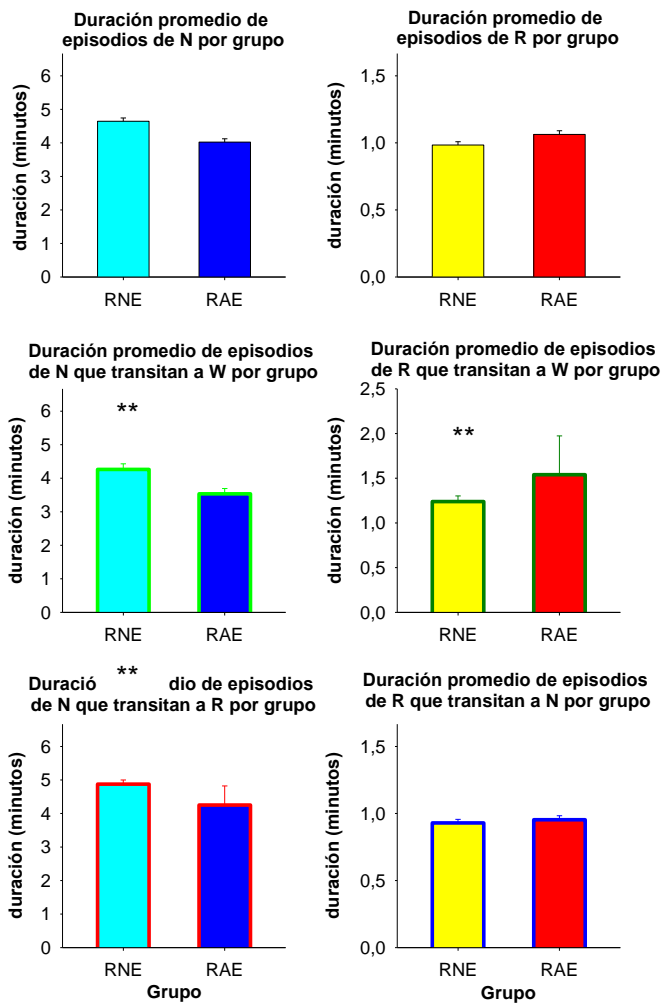 Duración promedio de
episodios de N por grupo
duración (minutos)
6
5
4
3
2
1
0
RNE RAE
Duración promedio de
episodios de R por grupo
duración (minutos)
1,5
1,0
0,5
0,0
RNE RAE
Duración promedio de episodios
de N que transitan a W por grupo
duración (minutos)
6
5
4
3
2
1
0
**
RNE RAE
Duración promedio de episodios
de R que transitan a W por grupo
duración (minutos)
2,5
2,0
1,5
1,0
0,5
0,0
**
RNE RAE
**
Duració dio de episodios
de N que transitan a R por grupo
duración (minutos)
6
5
4
3
2
1
0
RNE RAE
Grupo
Duración promedio de episodios
de R que transitan a N por grupo
duración (minutos)
1,5
1,0
0,5
0,0
RNE RAE
Grupo